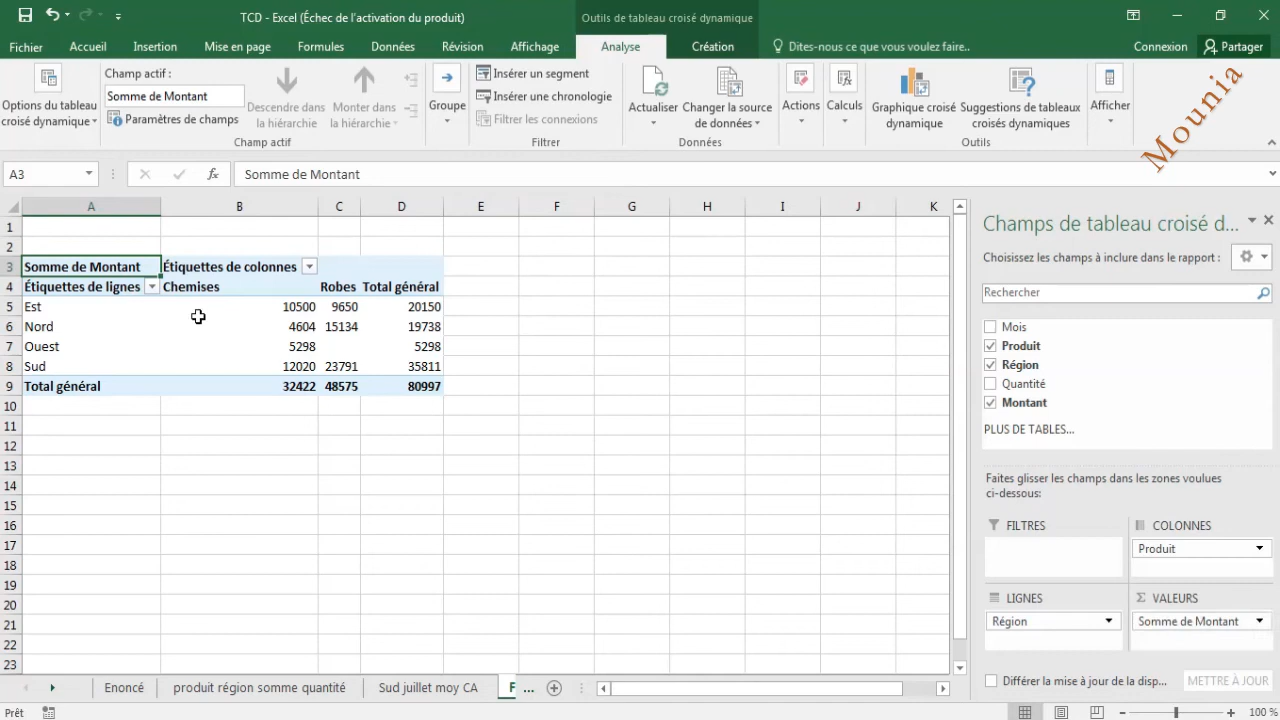 TCD - Excel (Échec de l'activation du produit)
Outils de tableau croisé dynamique
Fichier Accueil Insertion Mise en page Formules Données Révision Affichage Analyse Création Dites-nous ce que vous voulez faire.. Connexion Partager
Options du tableau croisé dynamique
Champ actif :
Somme de Montant
Paramètres de champs
Descendre dans la hiérarchie
Monter dans la hiérarchie
Champ actif
Groupe
Insérer un segment
Insérer une chronologie
Filtrer les connexions
Filtrer
Actualiser
Changer la source de données
Données
Actions
Calculs
Graphique croisé dynamique
Suggestions de tableaux croisés dynamiques
Outils
Afficher
Mounia
A3 fx Somme de Montant
A B C D E F G H I J K
1
2
3 Somme de Montant Étiquettes de colonnes
4 Étiquettes de lignes Chemises Robes Total général
5 Est 10500 9650 20150
6 Nord 4604 15134 19738
7 Ouest 5298 5298
8 Sud 12020 23791 35811
9 Total général 32422 48575 80997
10
11
12
13
14
15
16
17
18
19
20
21
22
23
Champs de tableau croisé d...
Choisissez les champs à inclure dans le rapport :
Rechercher
Mois
Produit
Région
Quantité
Montant
PLUS DE TABLES...
Faites glisser les champs dans les zones voulues
ci-dessous:
FILTRES
COLONNES
Produit
LIGNES
Région
Σ VALEURS
Somme de Montant
Différer la mise à jour de la disp...
METTRE À JOUR
Enoncé produit région somme quantité Sud juillet moy CA F ...
Prêt
100 %